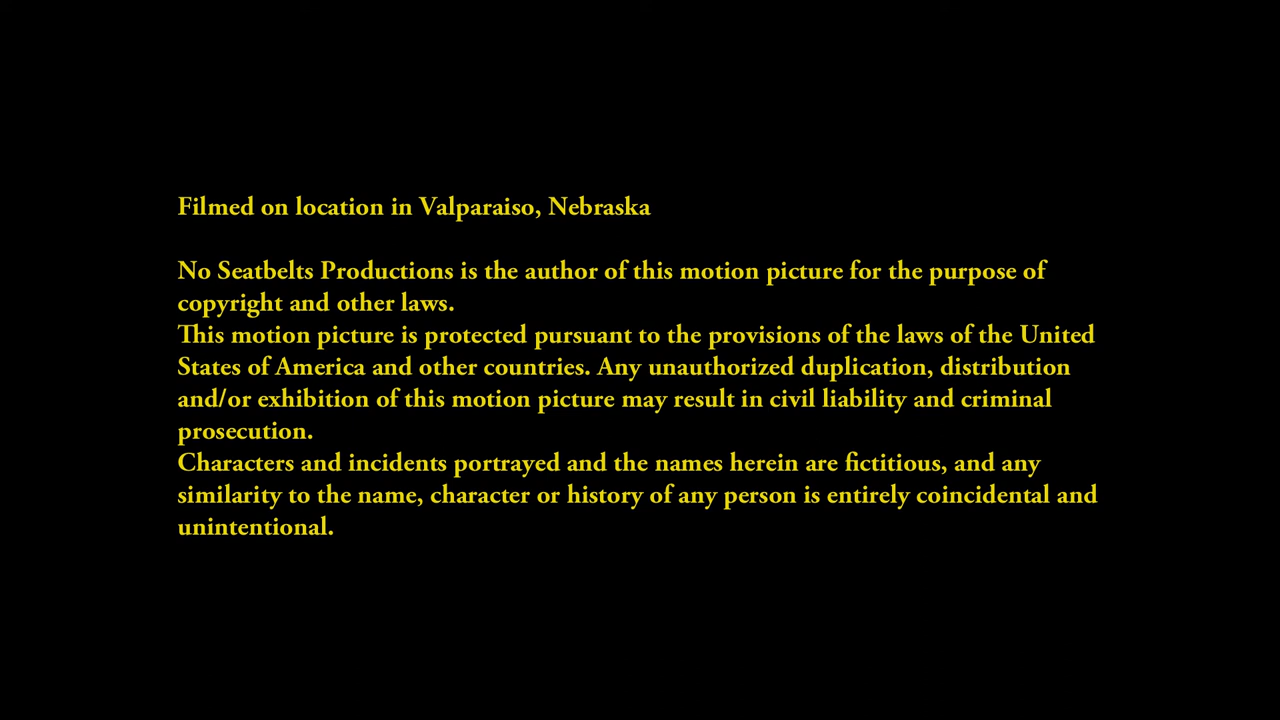 Filmed on location in Valparaiso, Nebraska
No Seatbelts Productions is the author of this motion picture for the purpose of
copyright and other laws.
This motion picture is protected pursuant to the provisions of the laws of the United
States of America and other countries. Any unauthorized duplication, distribution
and/or exhibition of this motion picture may result in civil liability and criminal
prosecution.
Characters and incidents portrayed and the names herein are fictitious, and any
similarity to the name, character or history of any person is entirely coincidental and
unintentional.